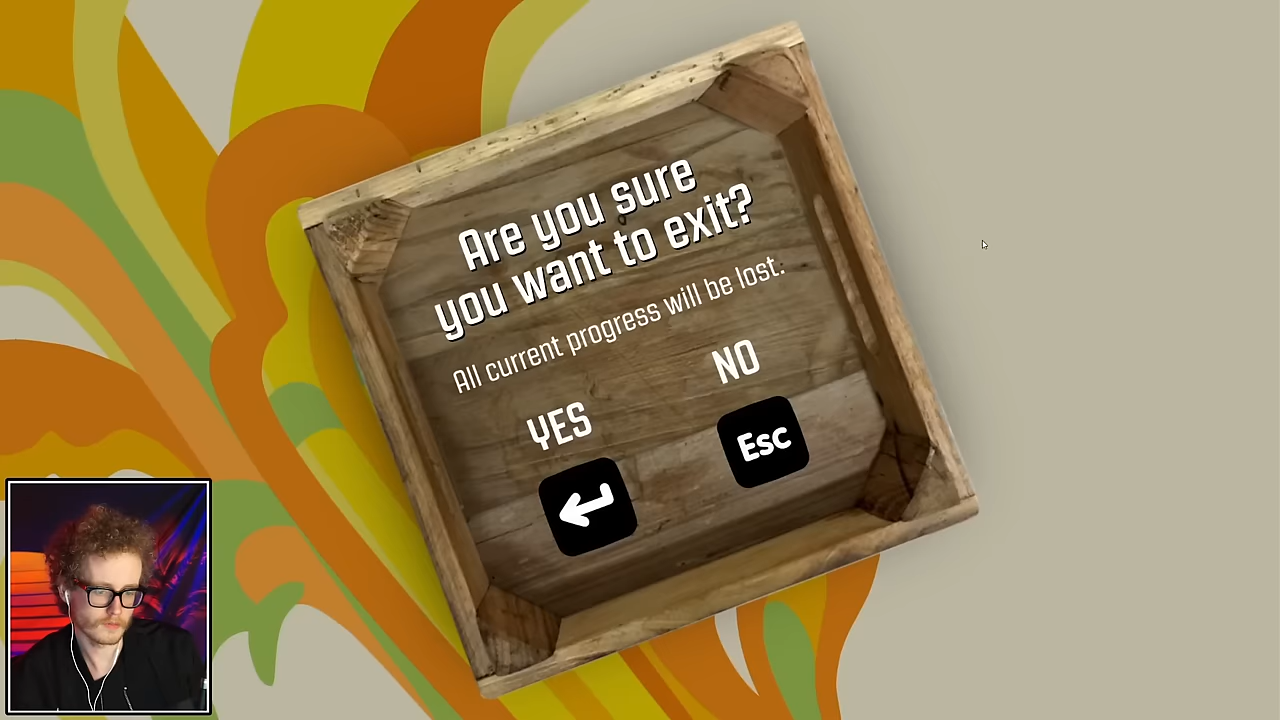 Are you sure
you want to exit?
All current progress will be lost.
YES
NO
Esc